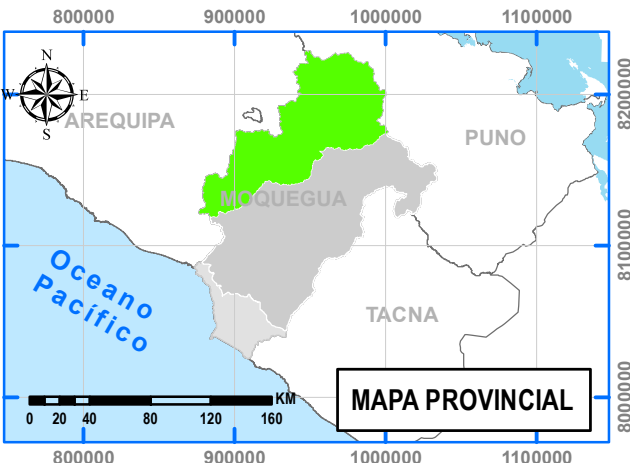 800000 900000 1000000 1100000
N
W E
S
AREQUIPA
PUNO
MOQUEGUA
8200000
8100000
8000000
Oceano
Pacífico
TACNA
KM
0 20 40 80 120 160
MAPA PROVINCIAL
800000 900000 1000000 1100000